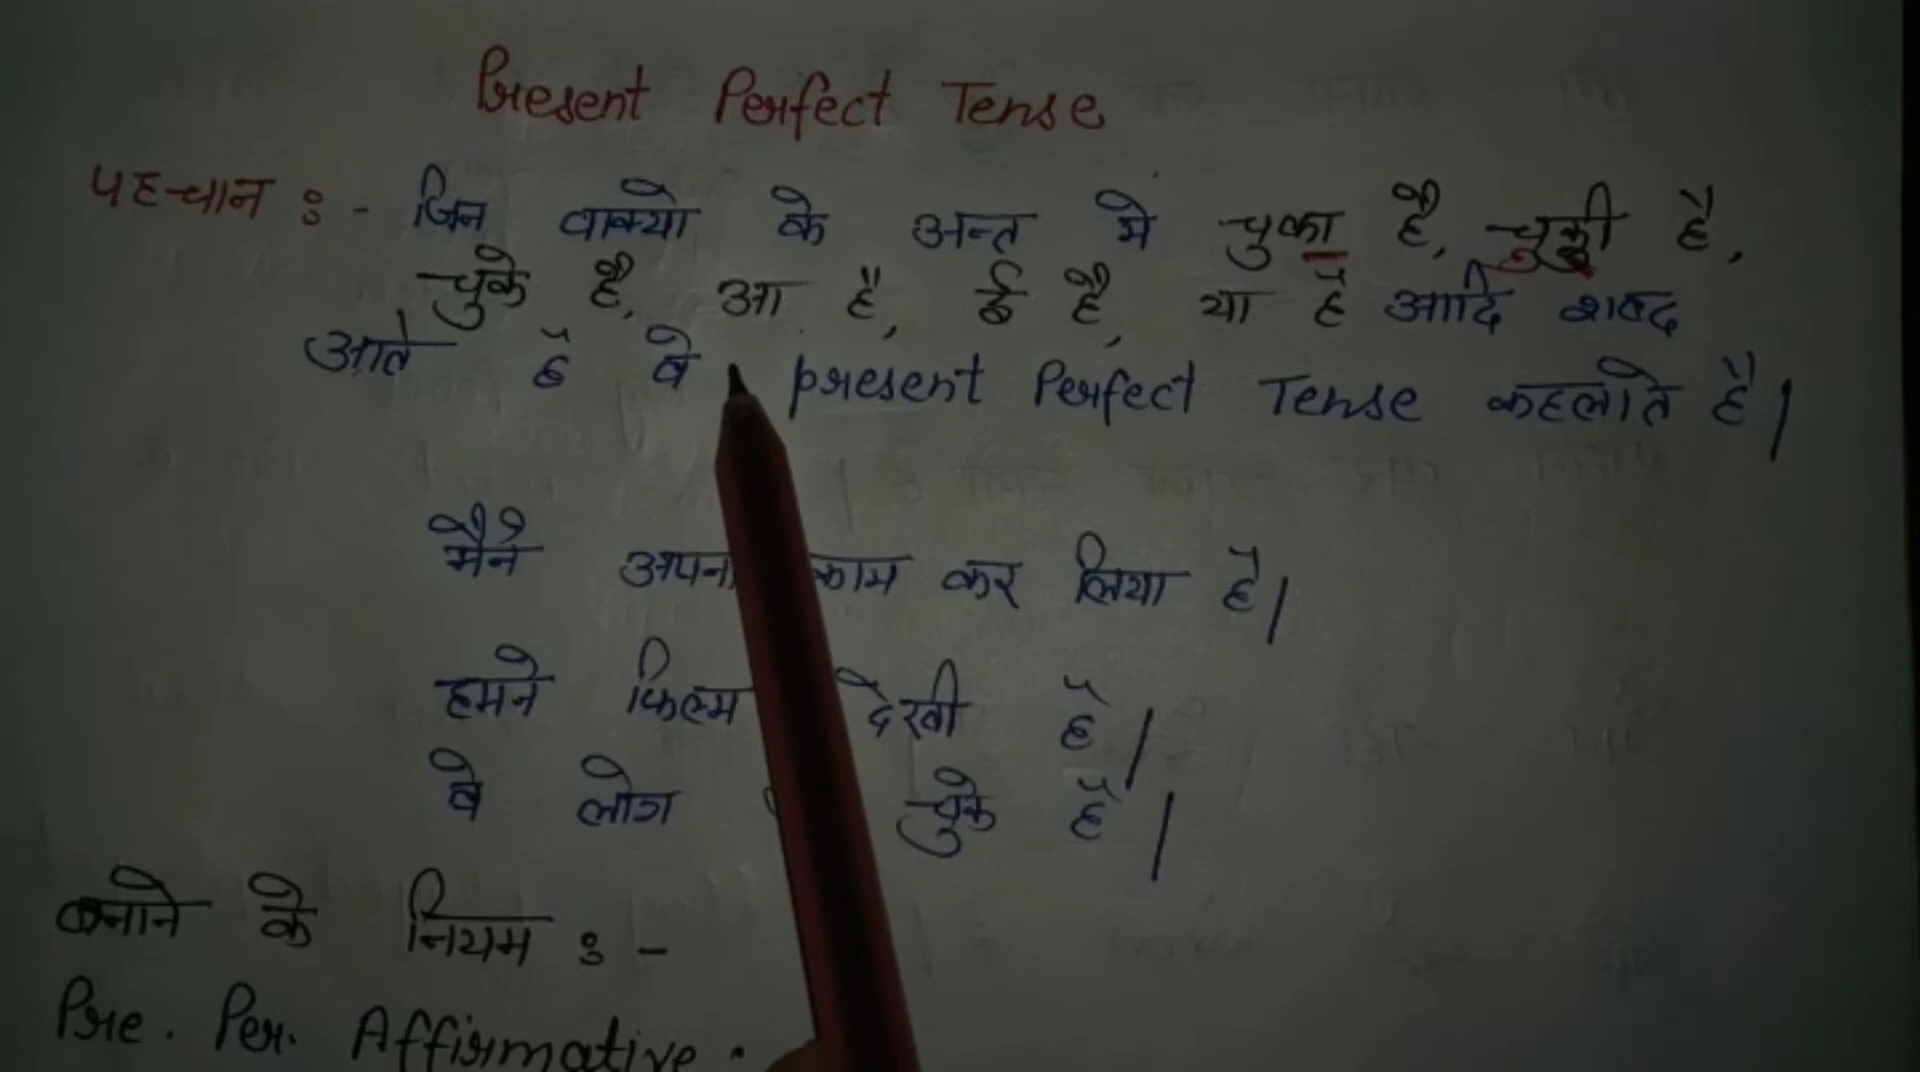 Present Perfect Tense
पहचान :- जिन वाक्यो के अन्त मे चुका है, चुकी है,
चुके है, आ है, ई है, या है आदि शब्द
आते है वे present Perfect Tense कहलाते है।
मैने अपना काम कर लिया है।
हमने फिल्म देखी है।
वे लोग चुके है।
बनाने के नियम :-
Pre. Per. Affirmative.